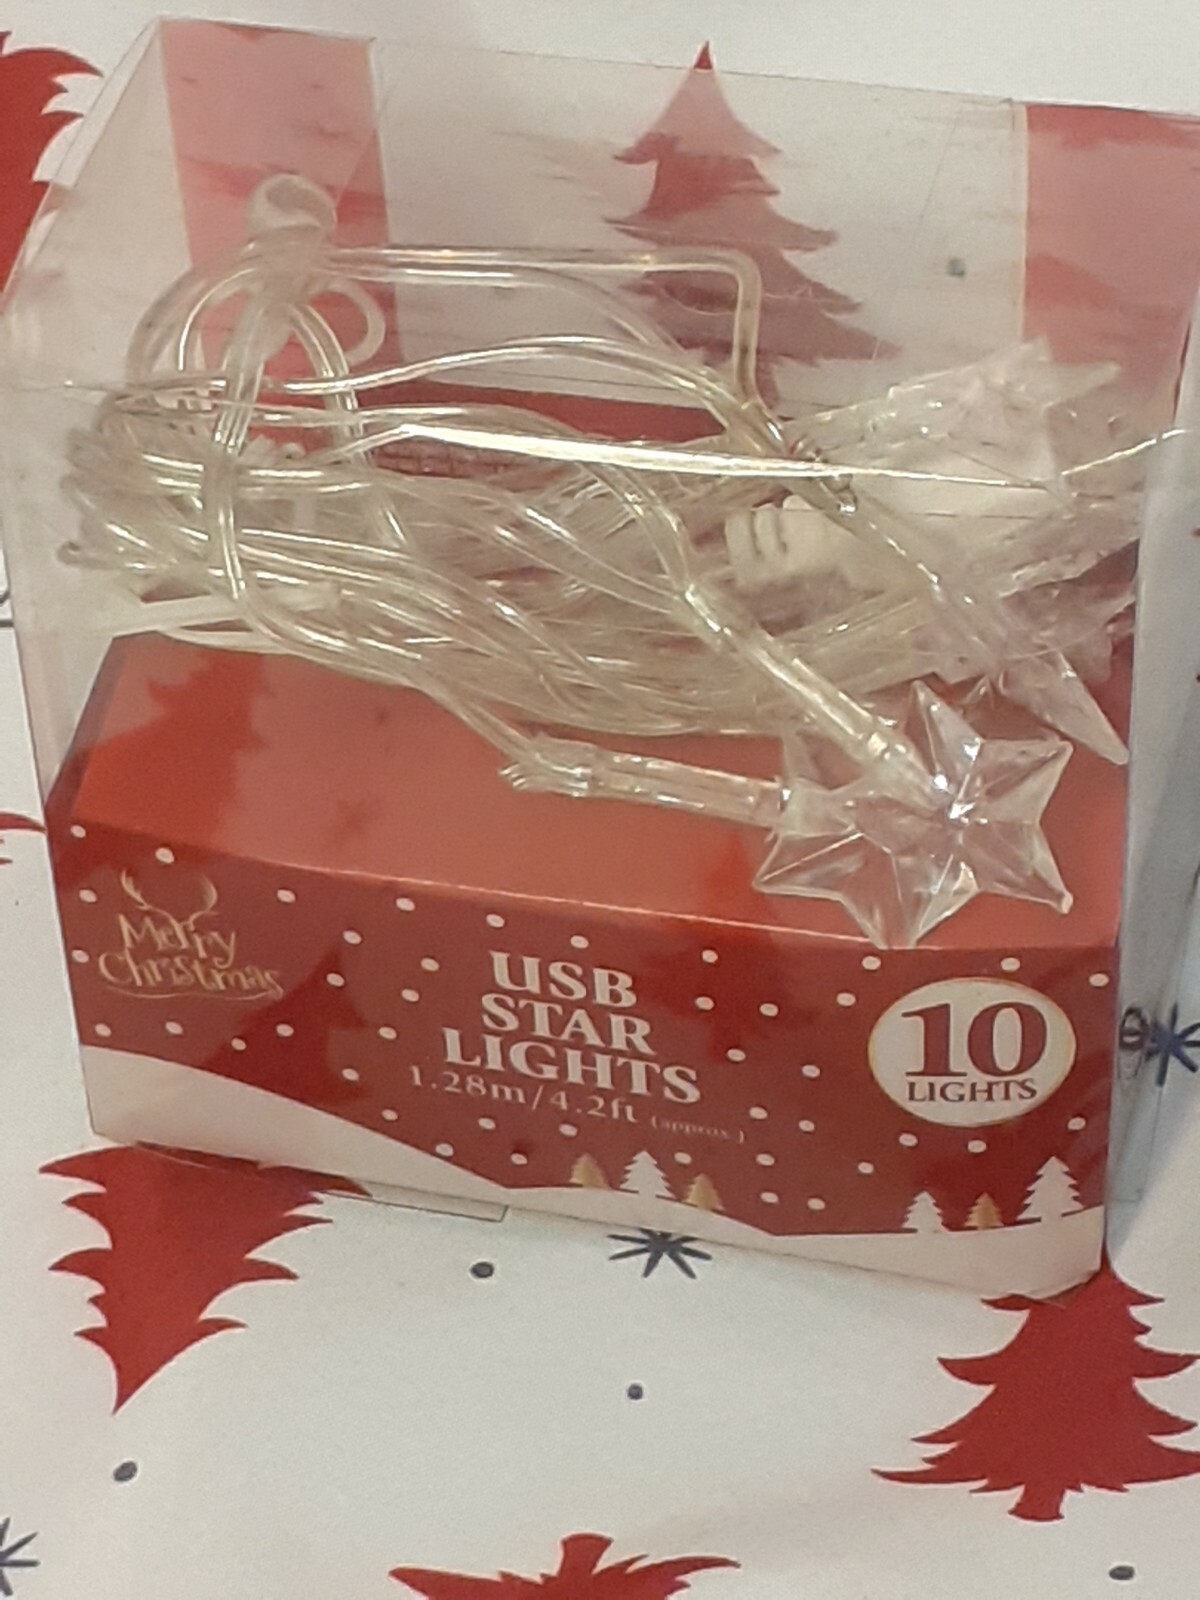 Merry
Christmas
USB
STAR
LIGHTS
1.28m/4.2ft (approx.)
10
LIGHTS